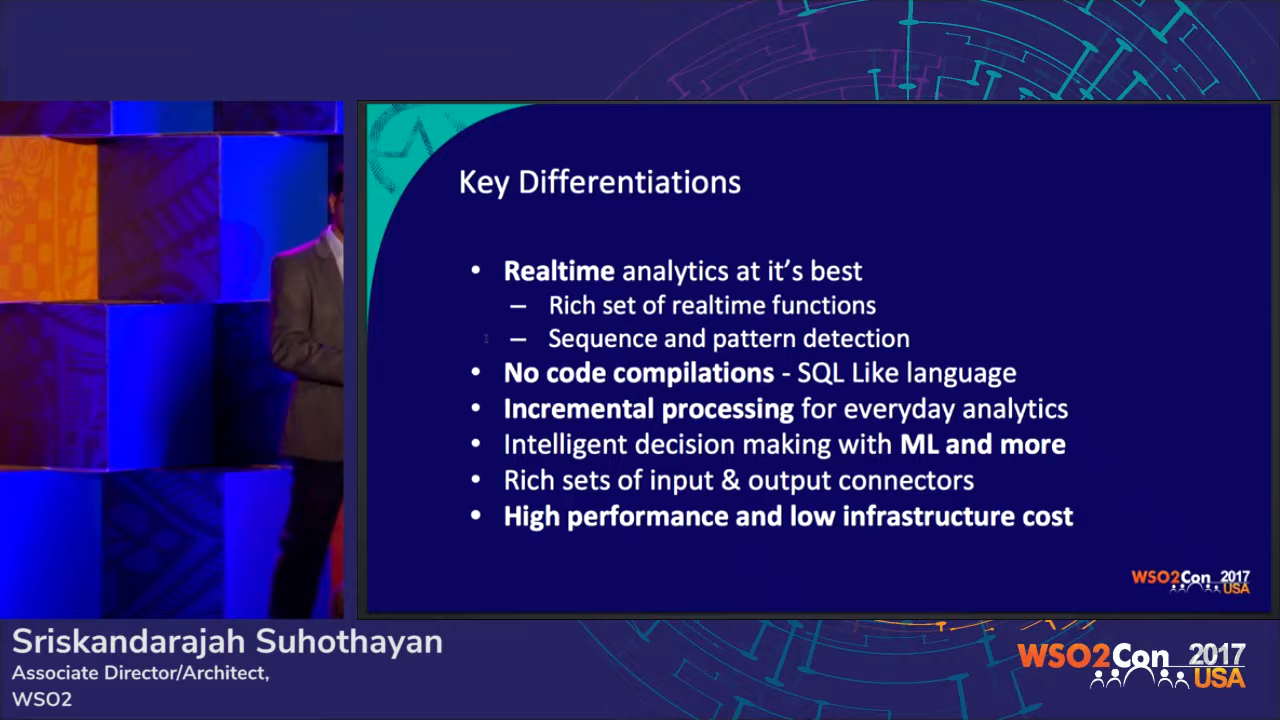 Key Differentiations
• Realtime analytics at it's best
– Rich set of realtime functions
– Sequence and pattern detection
• No code compilations - SQL Like language
• Incremental processing for everyday analytics
• Intelligent decision making with ML and more
• Rich sets of input & output connectors
• High performance and low infrastructure cost
WSO2Con 2017
USA
Sriskandarajah Suhothayan
Associate Director/Architect,
WSO2
WSO2Con 2017
USA